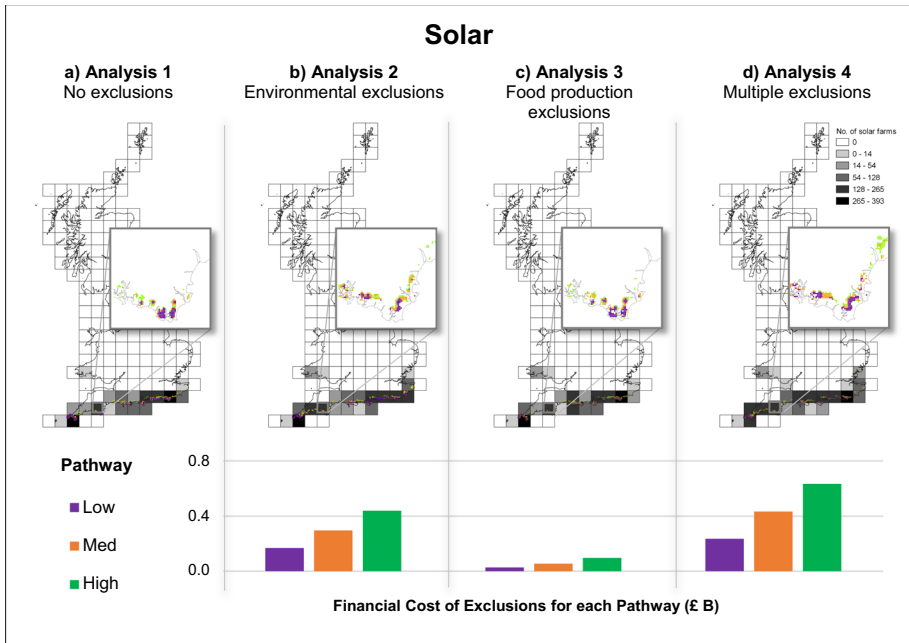 Solar
a) Analysis 1
No exclusions
b) Analysis 2
Environmental exclusions
c) Analysis 3
Food production
exclusions
d) Analysis 4
Multiple exclusions
No. of solar farms
0
0 - 14
14 - 54
54 - 128
128 - 265
265 - 393
Pathway
Low
Med
High
0.8
0.4
0.0
Financial Cost of Exclusions for each Pathway (£ B)